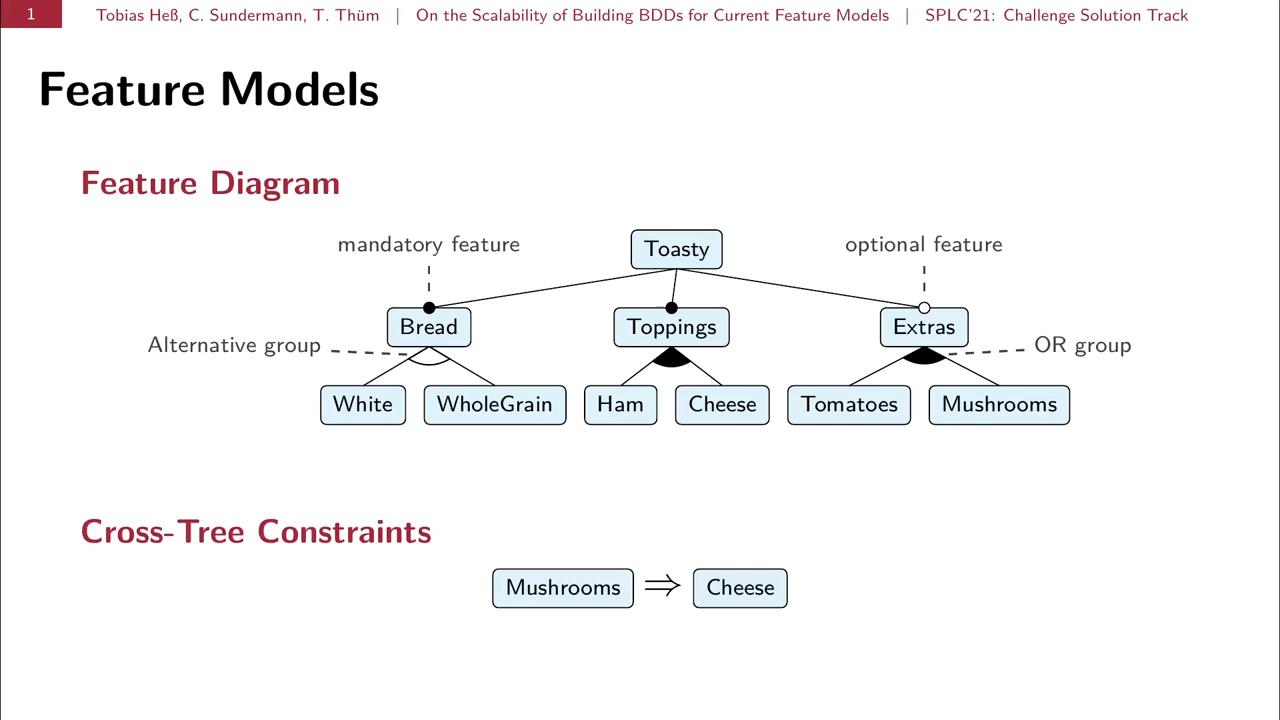 1
Tobias Heß, C. Sundermann, T. Thüm | On the Scalability of Building BDDs for Current Feature Models | SPLC'21: Challenge Solution Track
Feature Models
Feature Diagram
mandatory feature
Toasty
optional feature
Bread
Toppings
Extras
Alternative group
OR group
White
WholeGrain
Ham
Cheese
Tomatoes
Mushrooms
Cross-Tree Constraints
Mushrooms ⇒ Cheese